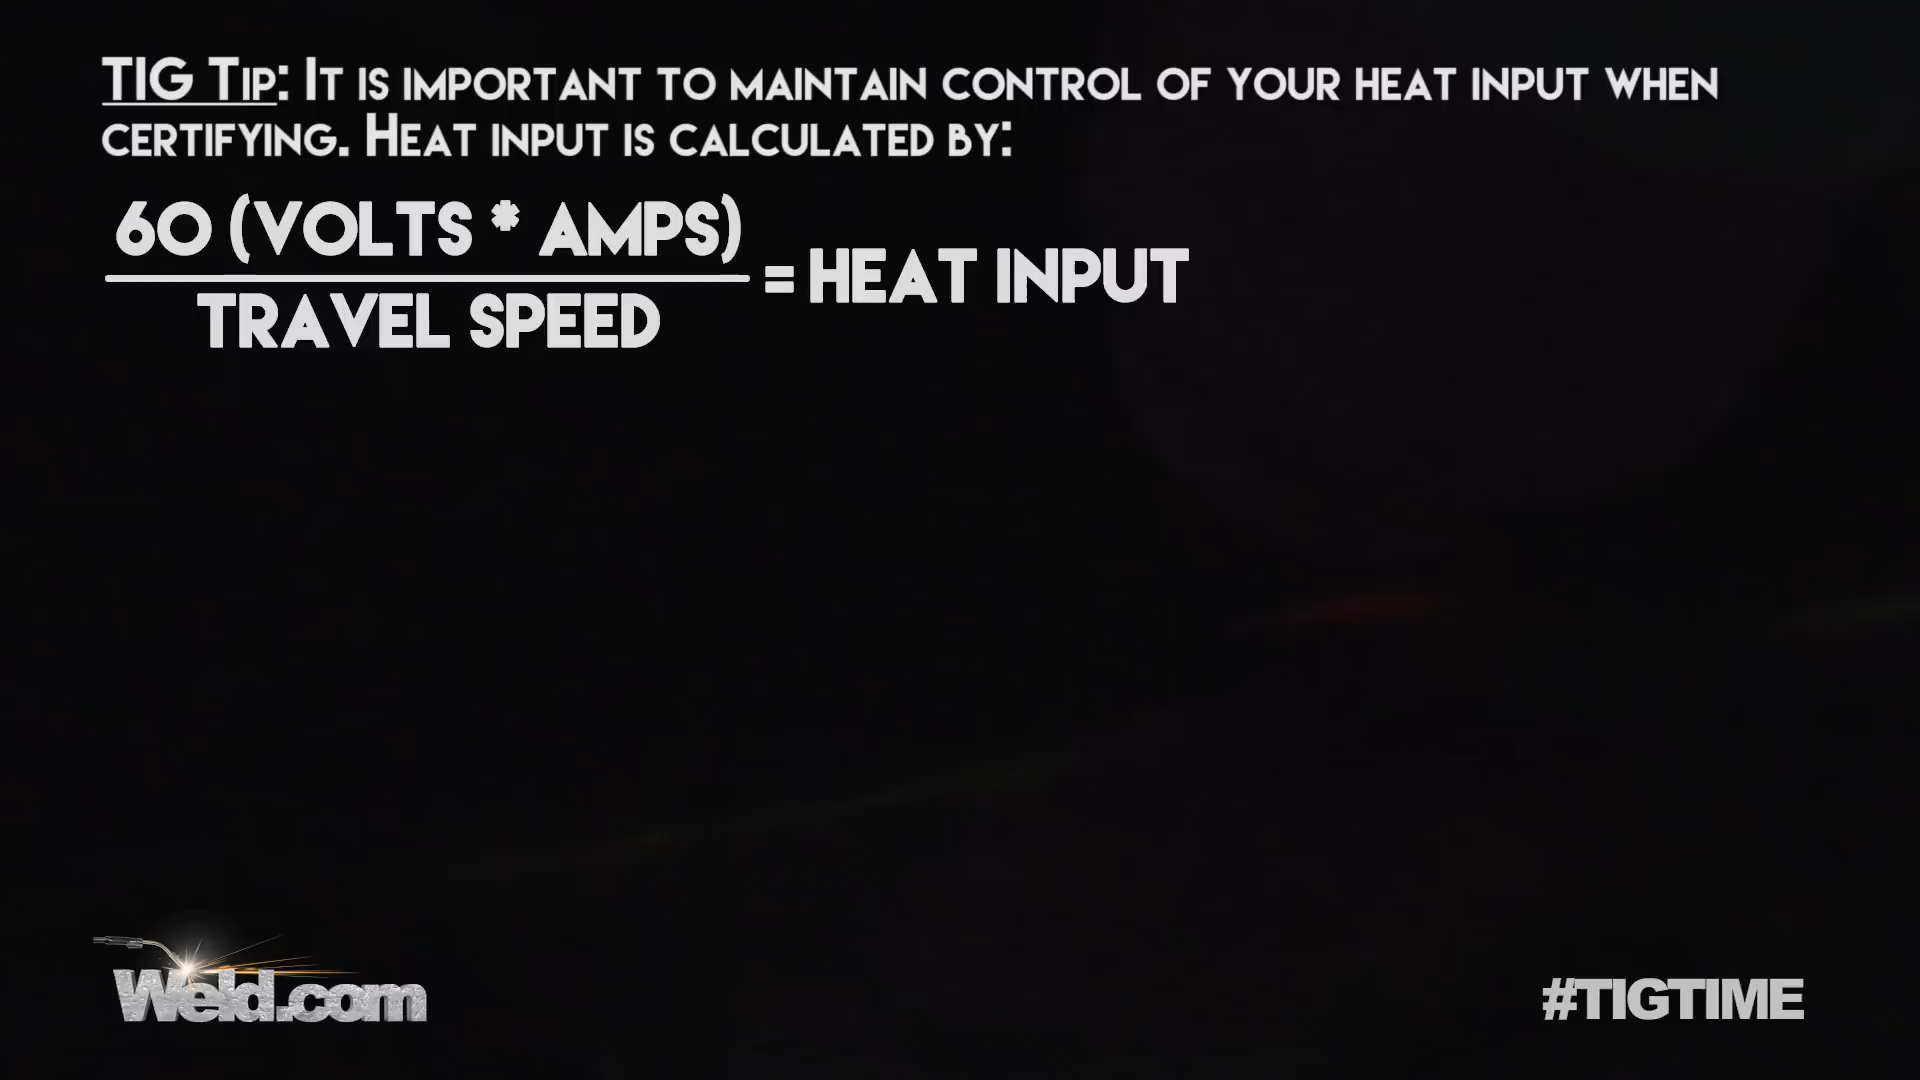 TIG Tip: It is important to maintain control of your heat input when
certifying. Heat input is calculated by:
60 (VOLTS * AMPS)
TRAVEL SPEED
= HEAT INPUT
Weld.com
#TIGTIME